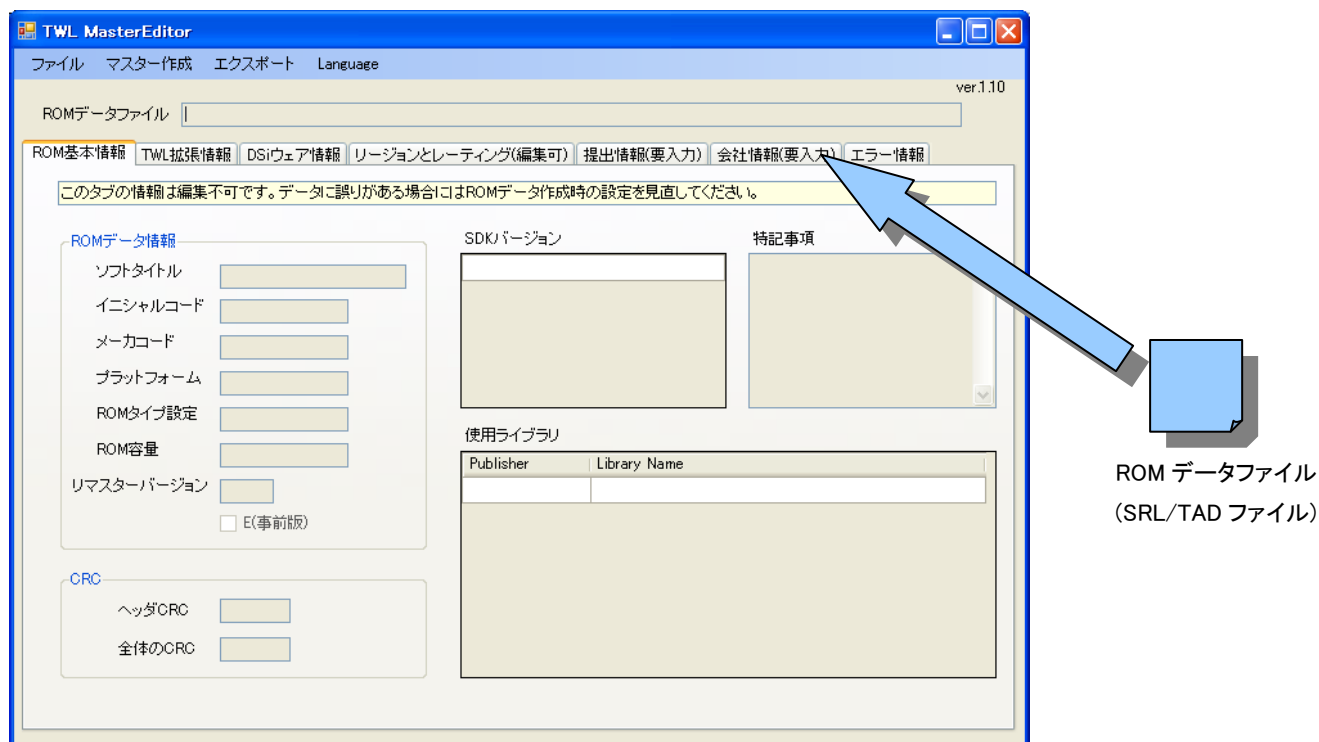 TWL MasterEditor
ファイル マスター作成 エクスポート Language
ver.1.10
ROMデータファイル
ROM基本情報 TWL拡張情報 DSiウェア情報 リージョンとレーティング(編集可) 提出情報(要入力) 会社情報(要入力) エラー情報
このタブの情報は編集不可です。データに誤りがある場合にはROMデータ作成時の設定を見直してください。
ROMデータ情報
ソフトタイトル
イニシャルコード
メーカコード
プラットフォーム
ROMタイプ設定
ROM容量
リマスターバージョン
E(事前版)
CRC
ヘッダCRC
全体のCRC
SDKバージョン
特記事項
使用ライブラリ
Publisher Library Name
ROM データファイル
(SRL/TAD ファイル)